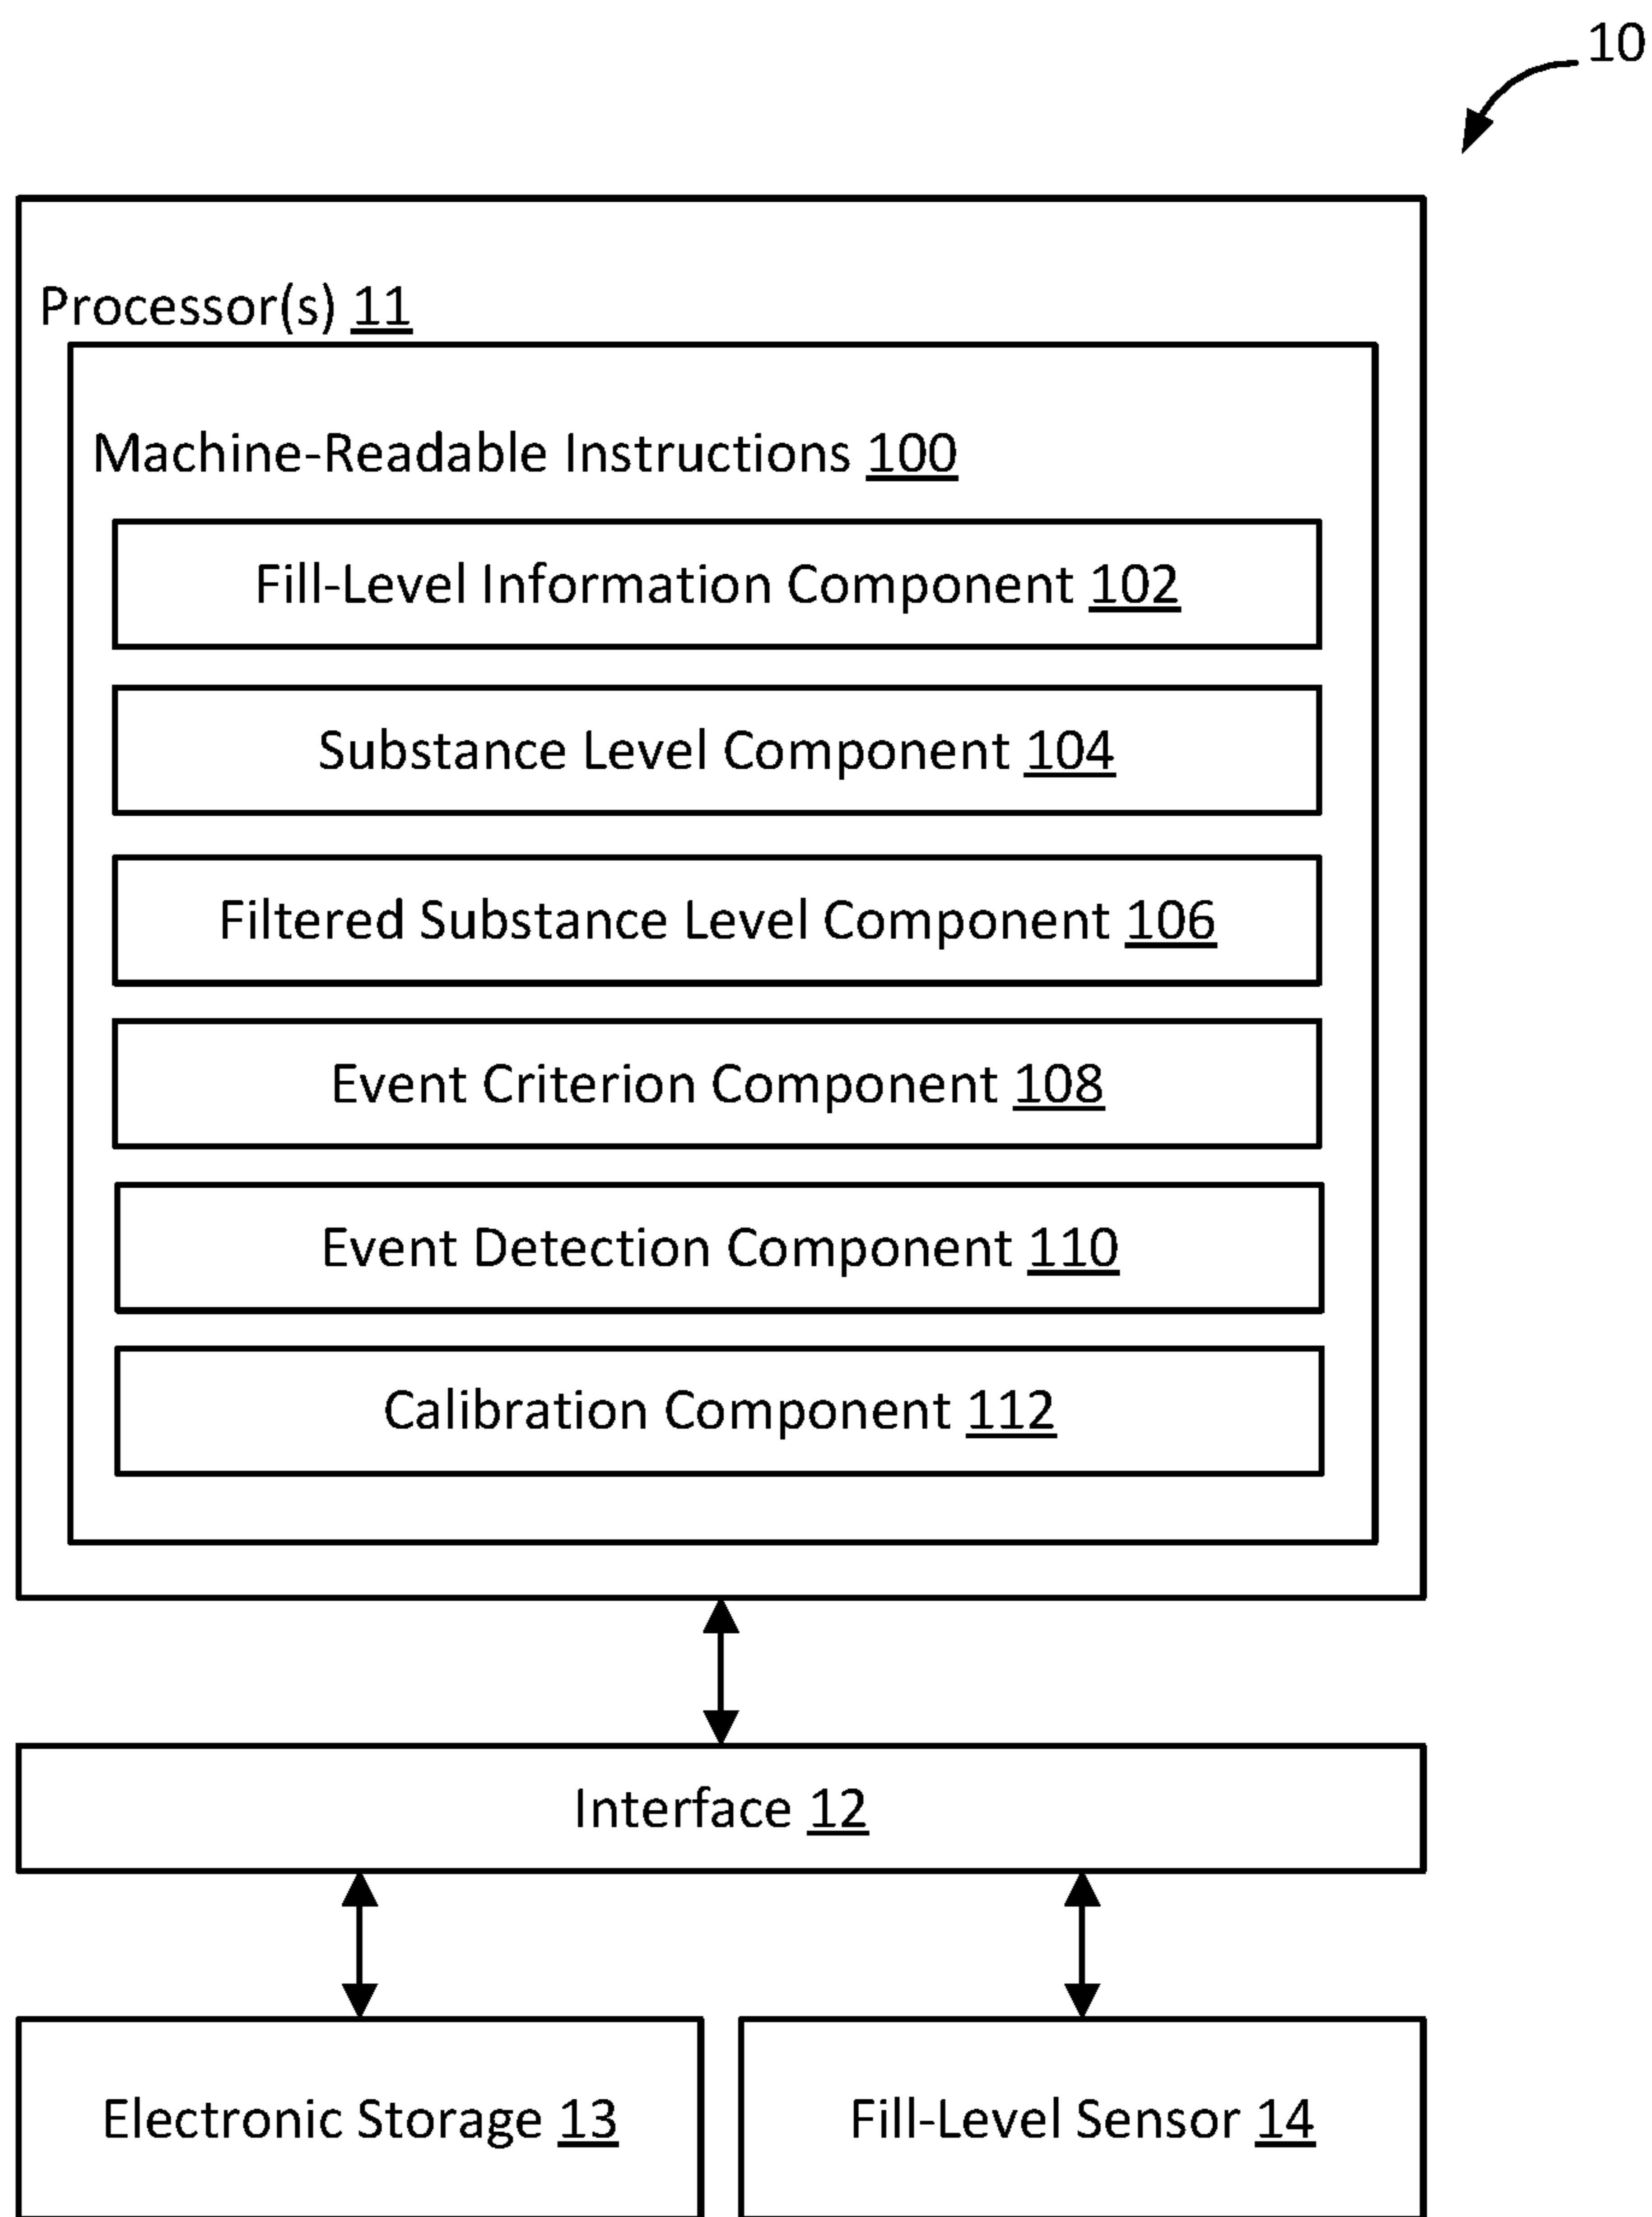 10
Processor(s) 11
Machine-Readable Instructions 100
Fill-Level Information Component 102
Substance Level Component 104
Filtered Substance Level Component 106
Event Criterion Component 108
Event Detection Component 110
Calibration Component 112
Interface 12
Electronic Storage 13
Fill-Level Sensor 14